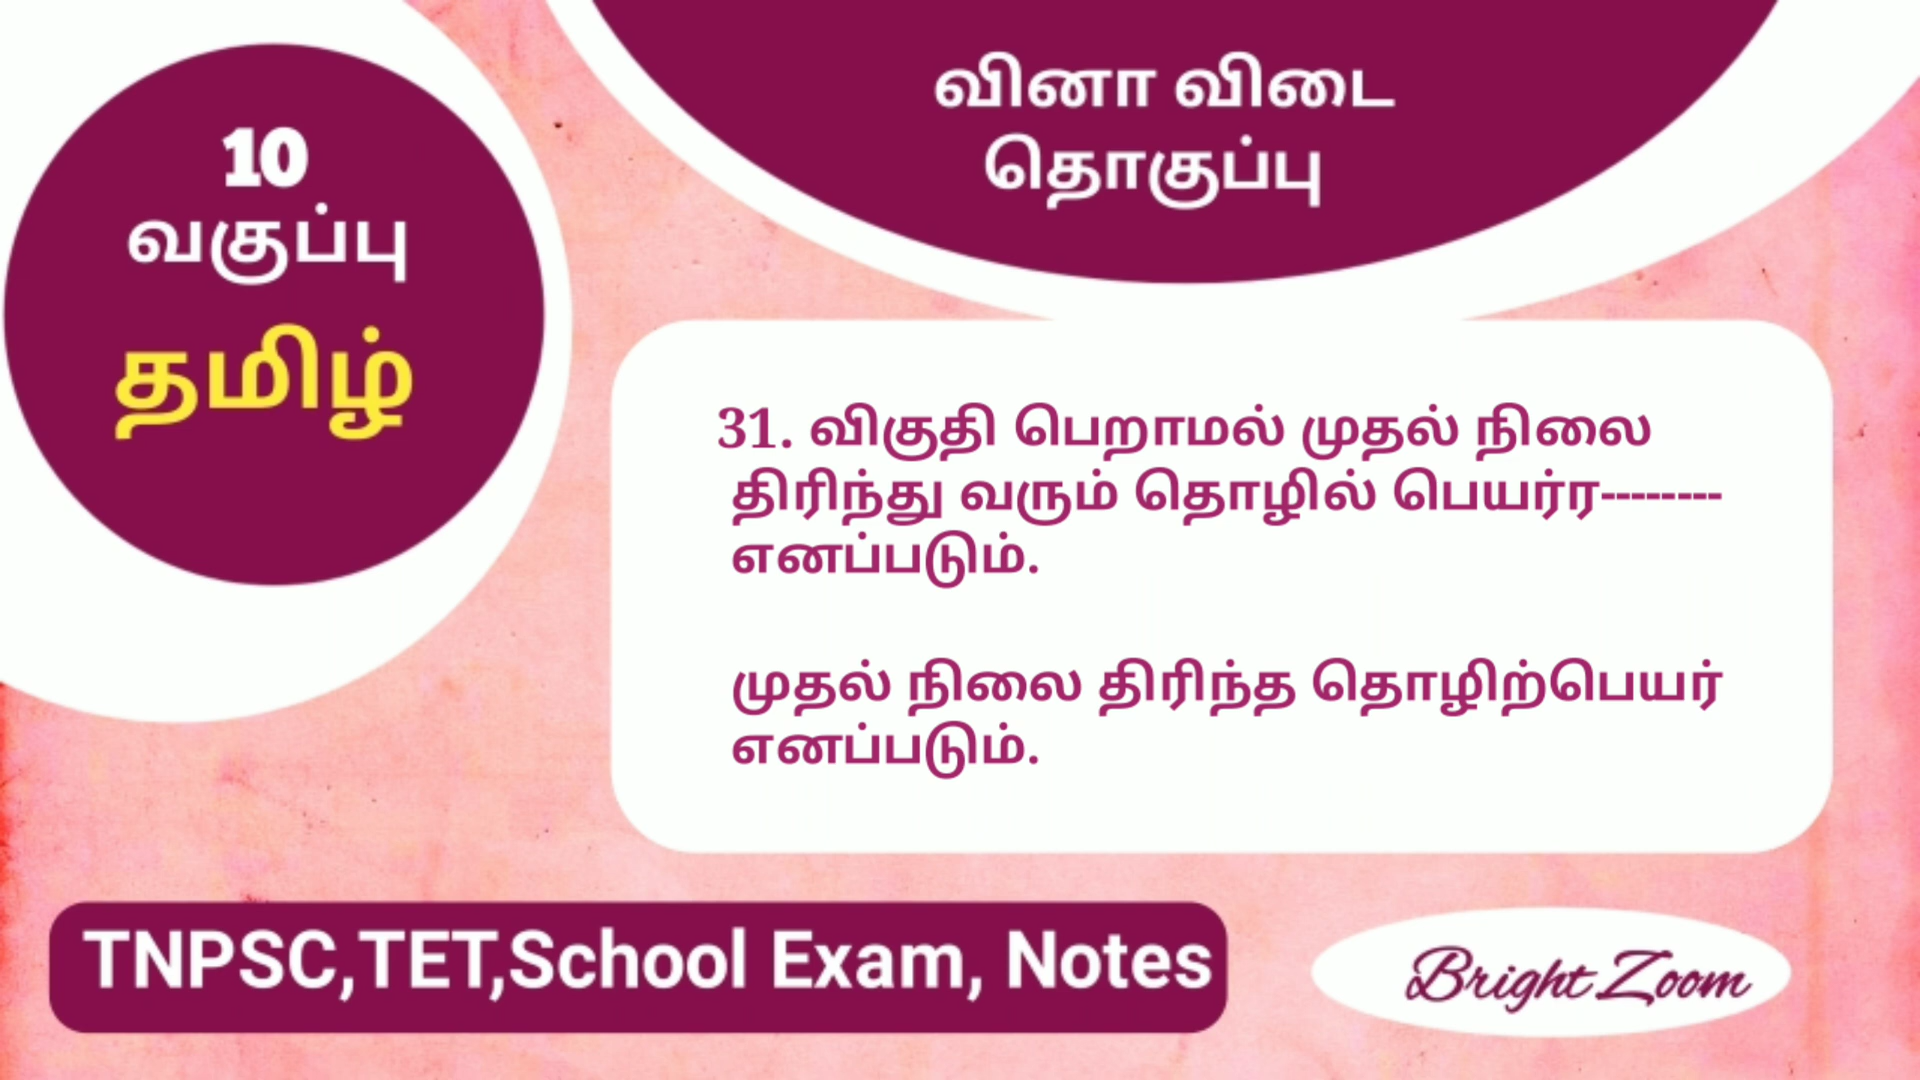 10
வகுப்பு
தமிழ்
வினா விடை
தொகுப்பு
31. விகுதி பெறாமல் முதல் நிலை
திரிந்து வரும் தொழில் பெயர்ர--------
எனப்படும்.
முதல் நிலை திரிந்த தொழிற்பெயர்
எனப்படும்.
TNPSC,TET,School Exam, Notes
Bright Zoom